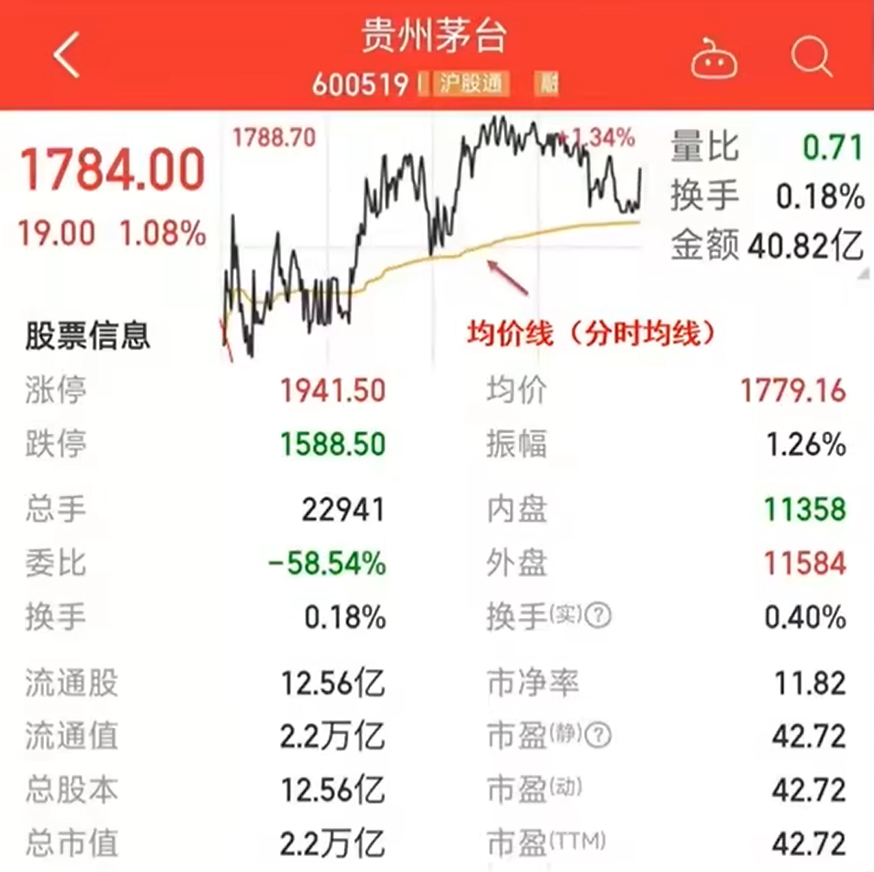 贵州茅台
600519 沪股通 融
1784.00
19.00 1.08%
1788.70
+1.34%
量比 0.71
换手 0.18%
金额 40.82亿
均价线（分时均线）
股票信息
涨停 1941.50 均价 1779.16
跌停 1588.50 振幅 1.26%
总手 22941 内盘 11358
委比 -58.54% 外盘 11584
换手 0.18% 换手(实)? 0.40%
流通股 12.56亿 市净率 11.82
流通值 2.2万亿 市盈(静)? 42.72
总股本 12.56亿 市盈(动) 42.72
总市值 2.2万亿 市盈(TTM) 42.72